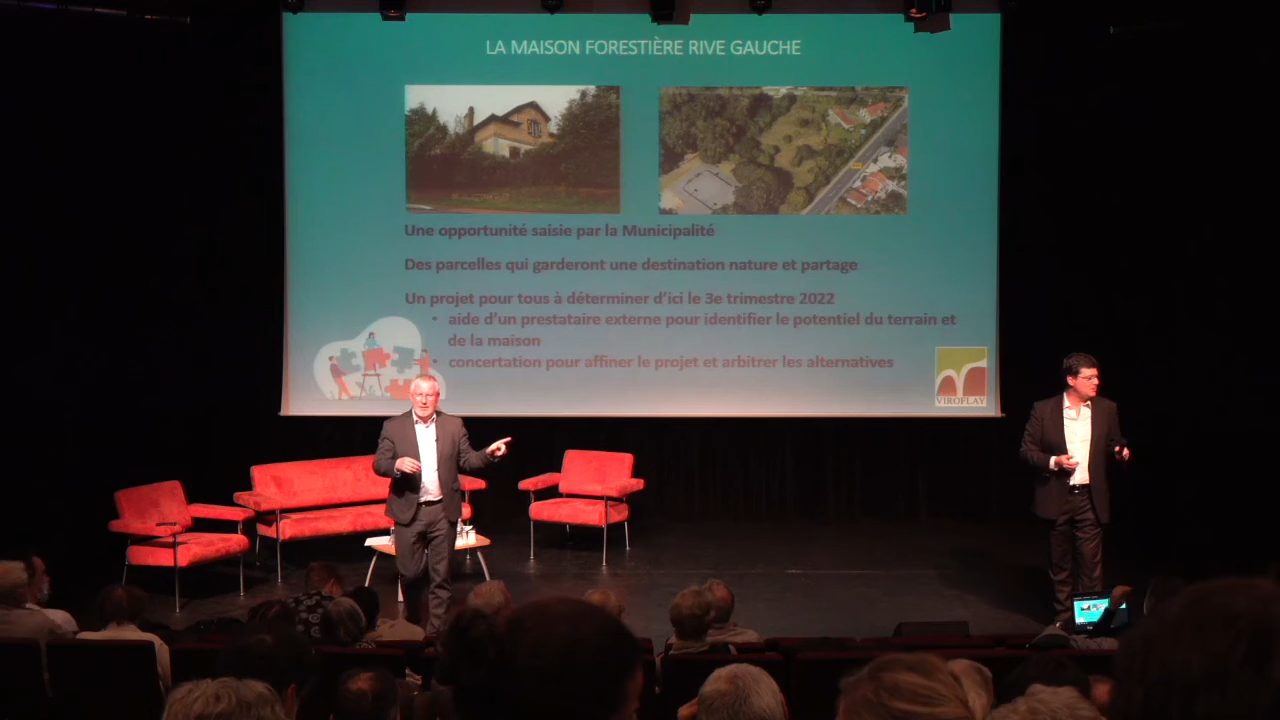 LA MAISON FORESTIÈRE RIVE GAUCHE
Une opportunité saisie par la Municipalité
Des parcelles qui garderont une destination nature et partage
Un projet pour tous à déterminer d'ici le 3e trimestre 2022
• aide d'un prestataire externe pour identifier le potentiel du terrain et
de la maison
• concertation pour affiner le projet et arbitrer les alternatives
VIROFLAY